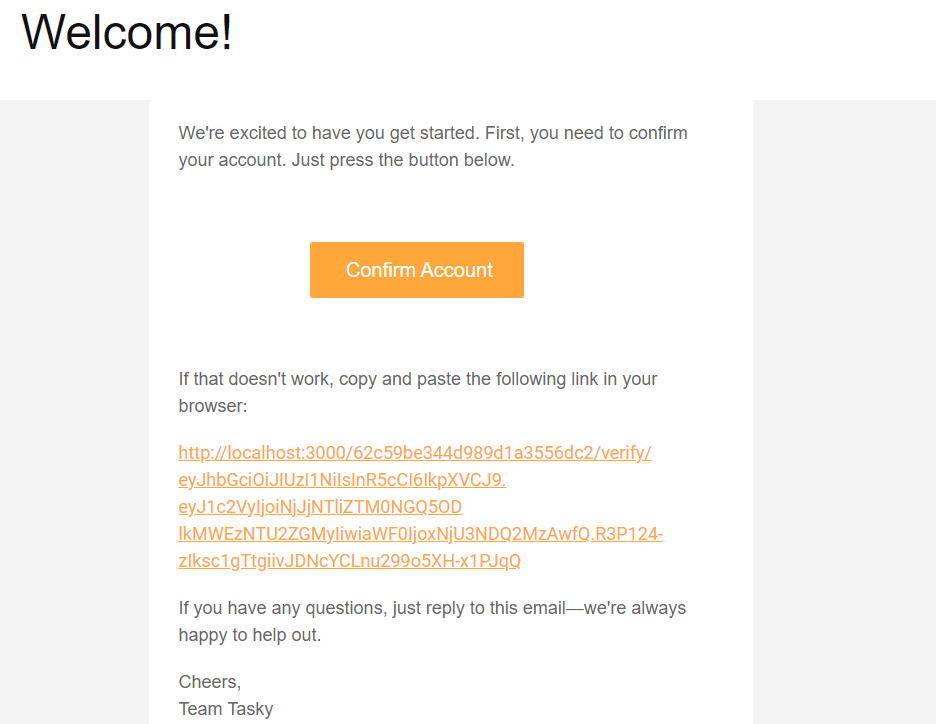 Welcome!
We're excited to have you get started. First, you need to confirm
your account. Just press the button below.
Confirm Account
If that doesn't work, copy and paste the following link in your
browser:
http://localhost:3000/62c59be344d989d1a3556dc2/verify/
eyJhbGciOiJIUzI1NiIsInR5cCI6IkpXVCJ9.
eyJ1c2VyIjoiNjJjNTliZTM0NGQ5OD
lkMWEzNTU2ZGMyIiwiaWF0IjoxNjU3NDQ2MzAwfQ.R3P124-
zIksc1gTtgiivJDNcYCLnu299o5XH-x1PJqQ
If you have any questions, just reply to this email—we're always
happy to help out.
Cheers,
Team Tasky